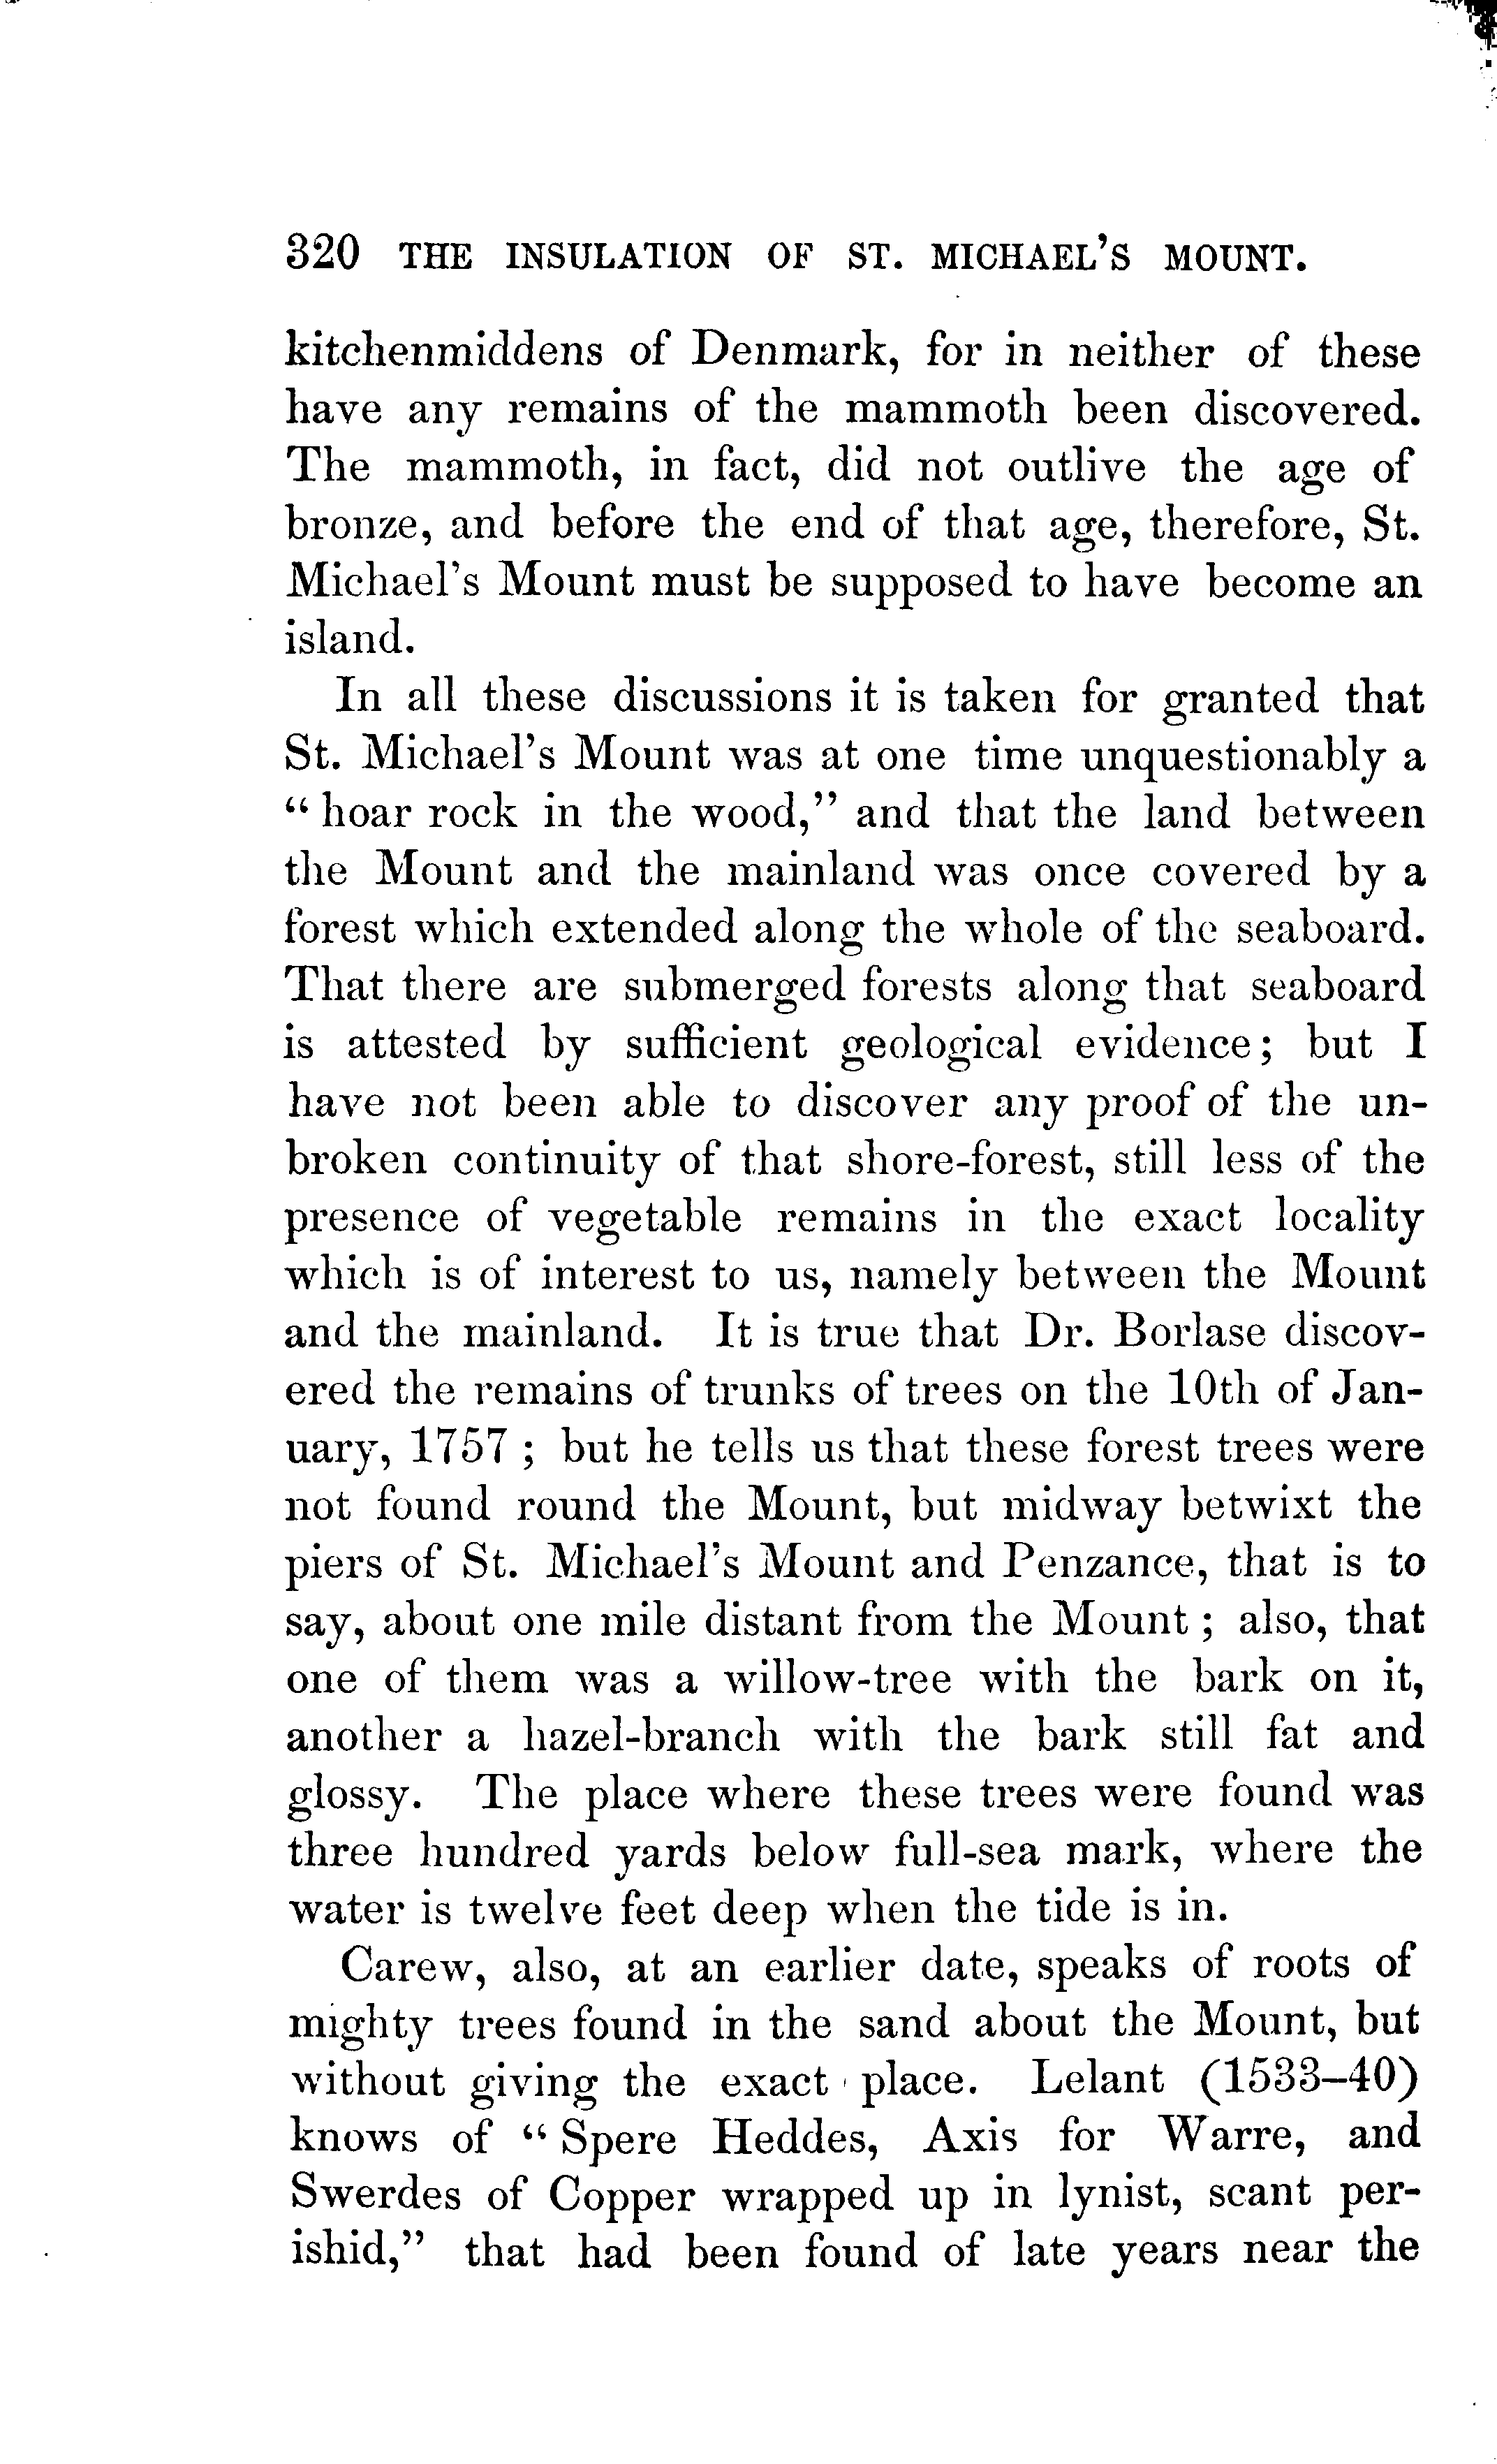 320 THE INSULATION OF ST. MICHAEL'S MOUNT.
kitchenmiddens of Denmark, for in neither of these
have any remains of the mammoth been discovered.
The mammoth, in fact, did not outlive the age of
bronze, and before the end of that age, therefore, St.
Michael's Mount must be supposed to have become an
island.
In all these discussions it is taken for granted that
St. Michael's Mount was at one time unquestionably a
“hoar rock in the wood,” and that the land between
the Mount and the mainland was once covered by a
forest which extended along the whole of the seaboard.
That there are submerged forests along that seaboard
is attested by sufficient geological evidence; but I
have not been able to discover any proof of the un-
broken continuity of that shore-forest, still less of the
presence of vegetable remains in the exact locality
which is of interest to us, namely between the Mount
and the mainland. It is true that Dr. Borlase discov-
ered the remains of trunks of trees on the 10th of Jan-
uary, 1757; but he tells us that these forest trees were
not found round the Mount, but midway betwixt the
piers of St. Michael's Mount and Penzance, that is to
say, about one mile distant from the Mount; also, that
one of them was a willow-tree with the bark on it,
another a hazel-branch with the bark still fat and
glossy. The place where these trees were found was
three hundred yards below full-sea mark, where the
water is twelve feet deep when the tide is in.
Carew, also, at an earlier date, speaks of roots of
mighty trees found in the sand about the Mount, but
without giving the exact place. Lelant (1533–40)
knows of “Spere Heddes, Axis for Warre, and
Swerdes of Copper wrapped up in lynist, scant per-
ishid,” that had been found of late years near the